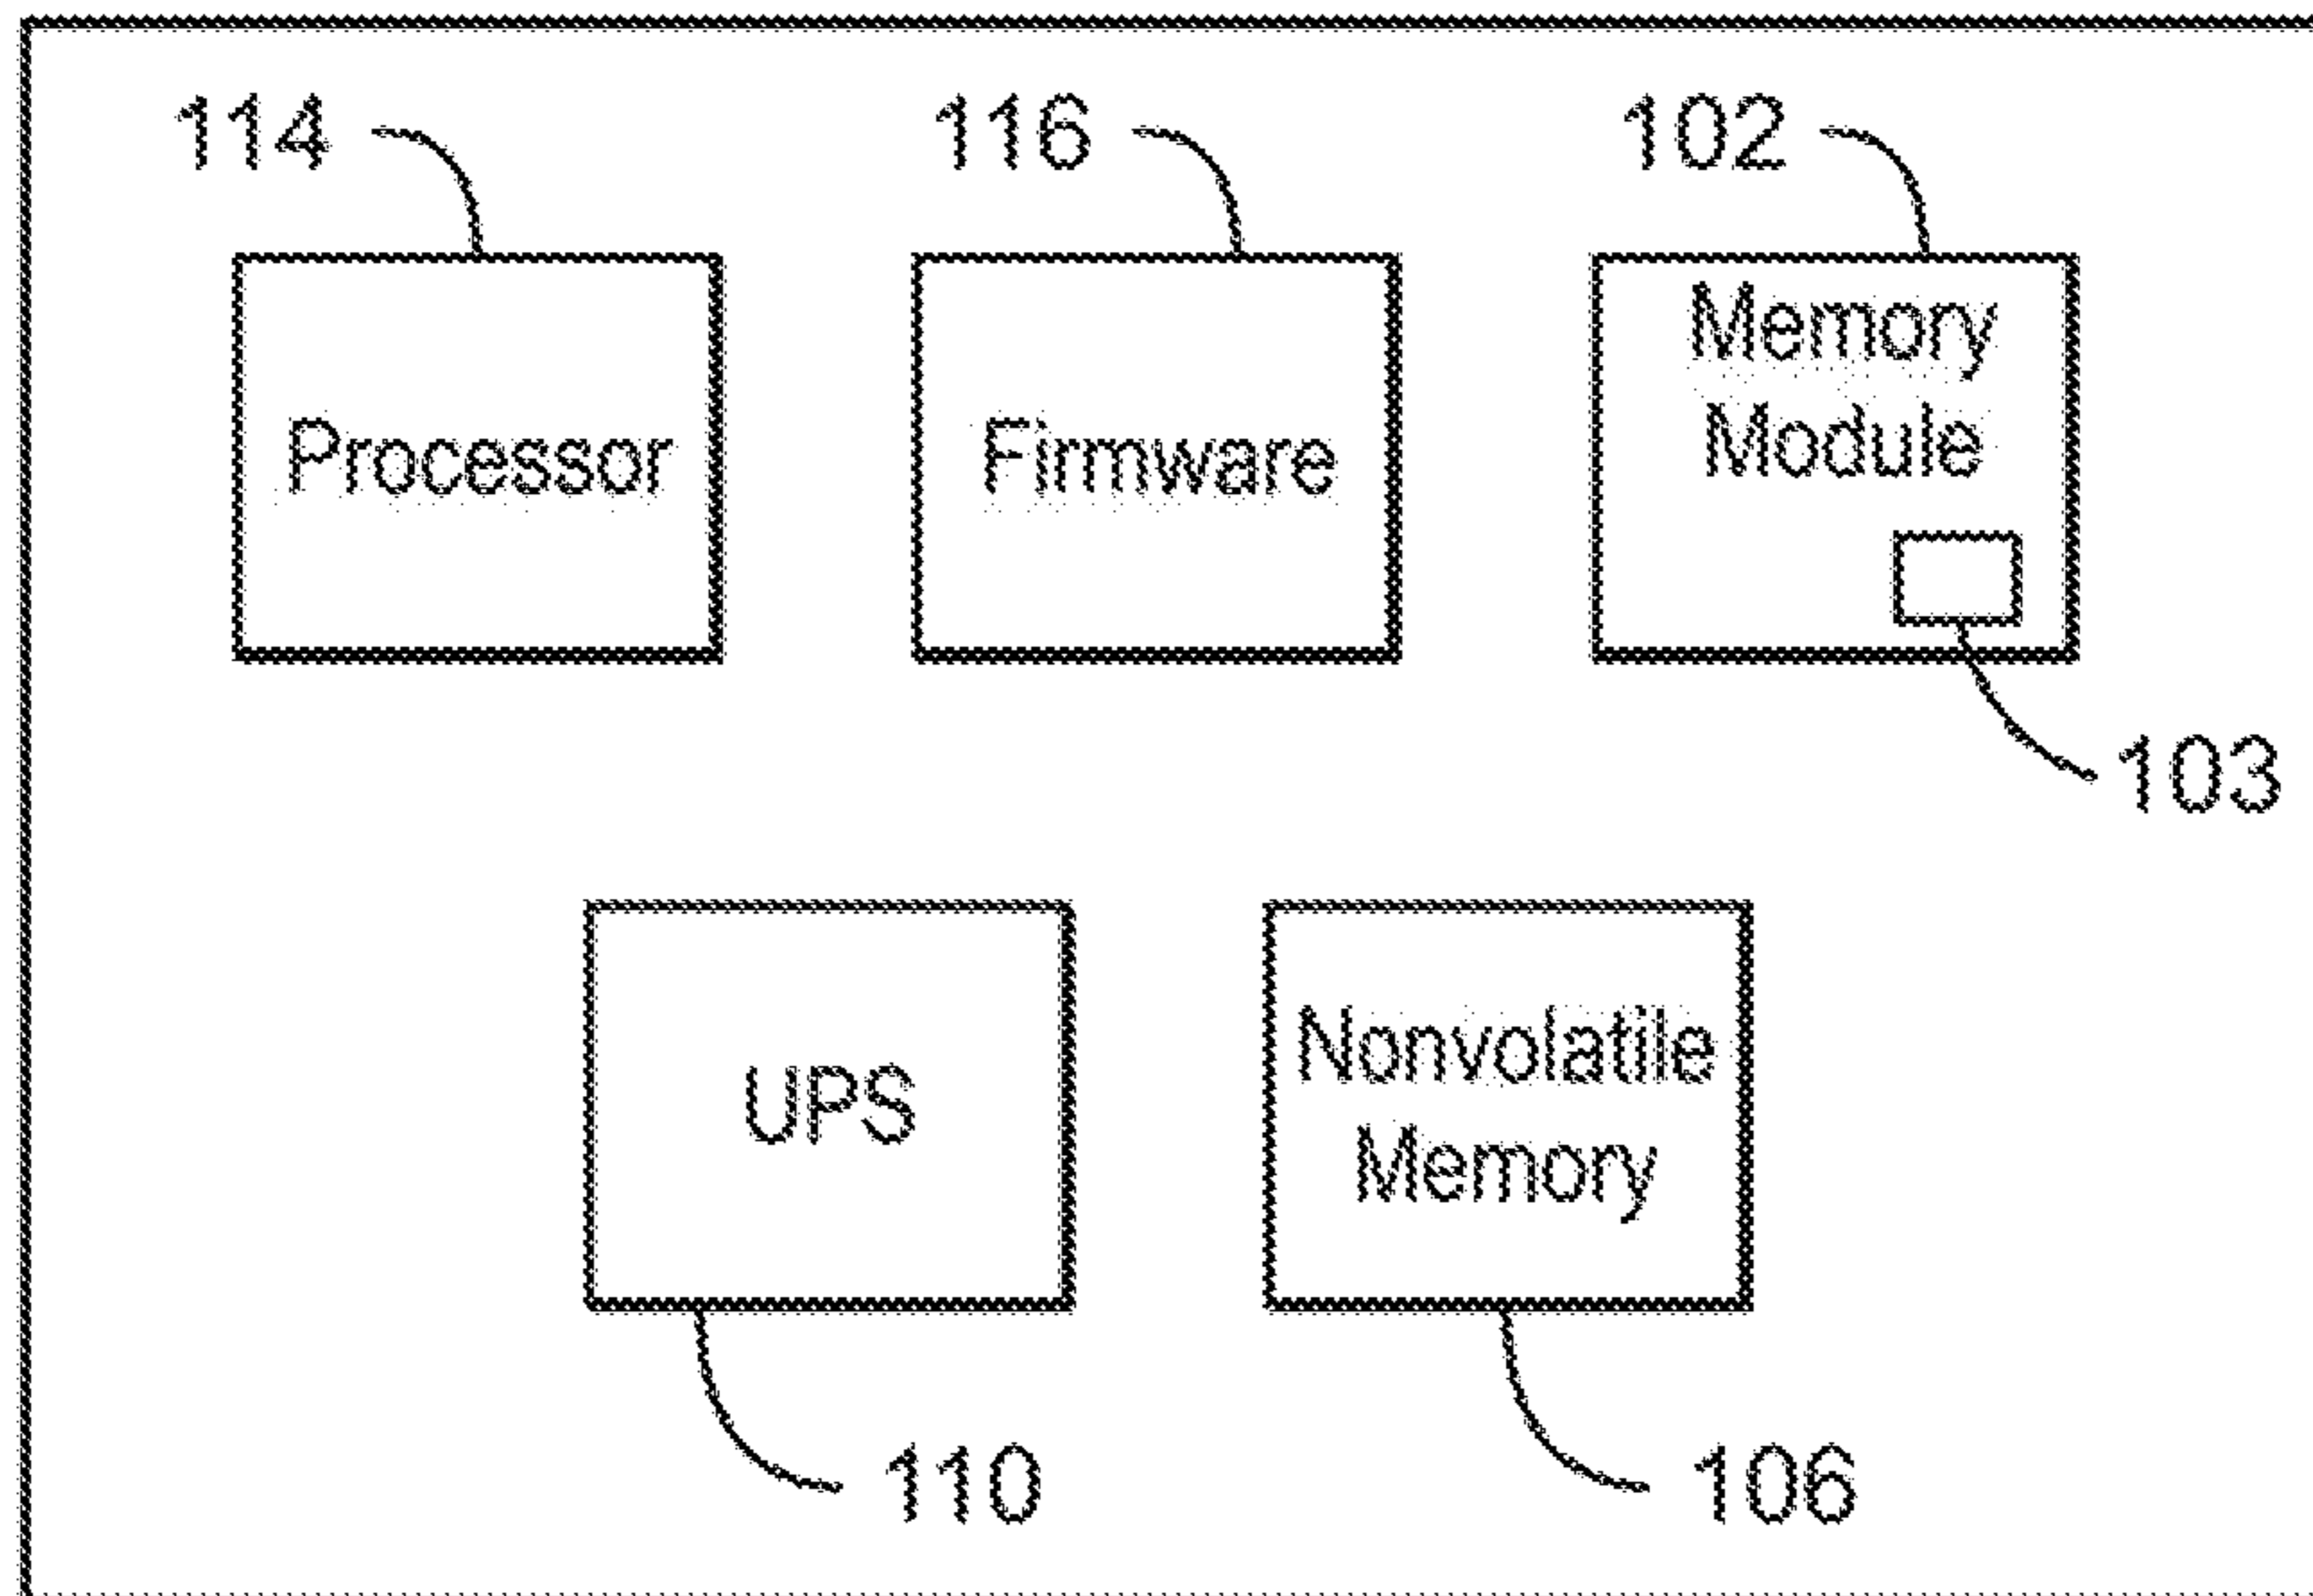 114
116
102
Processor
Firmware
Memory
Module
103
UPS
Nonvolatile
Memory
110
106